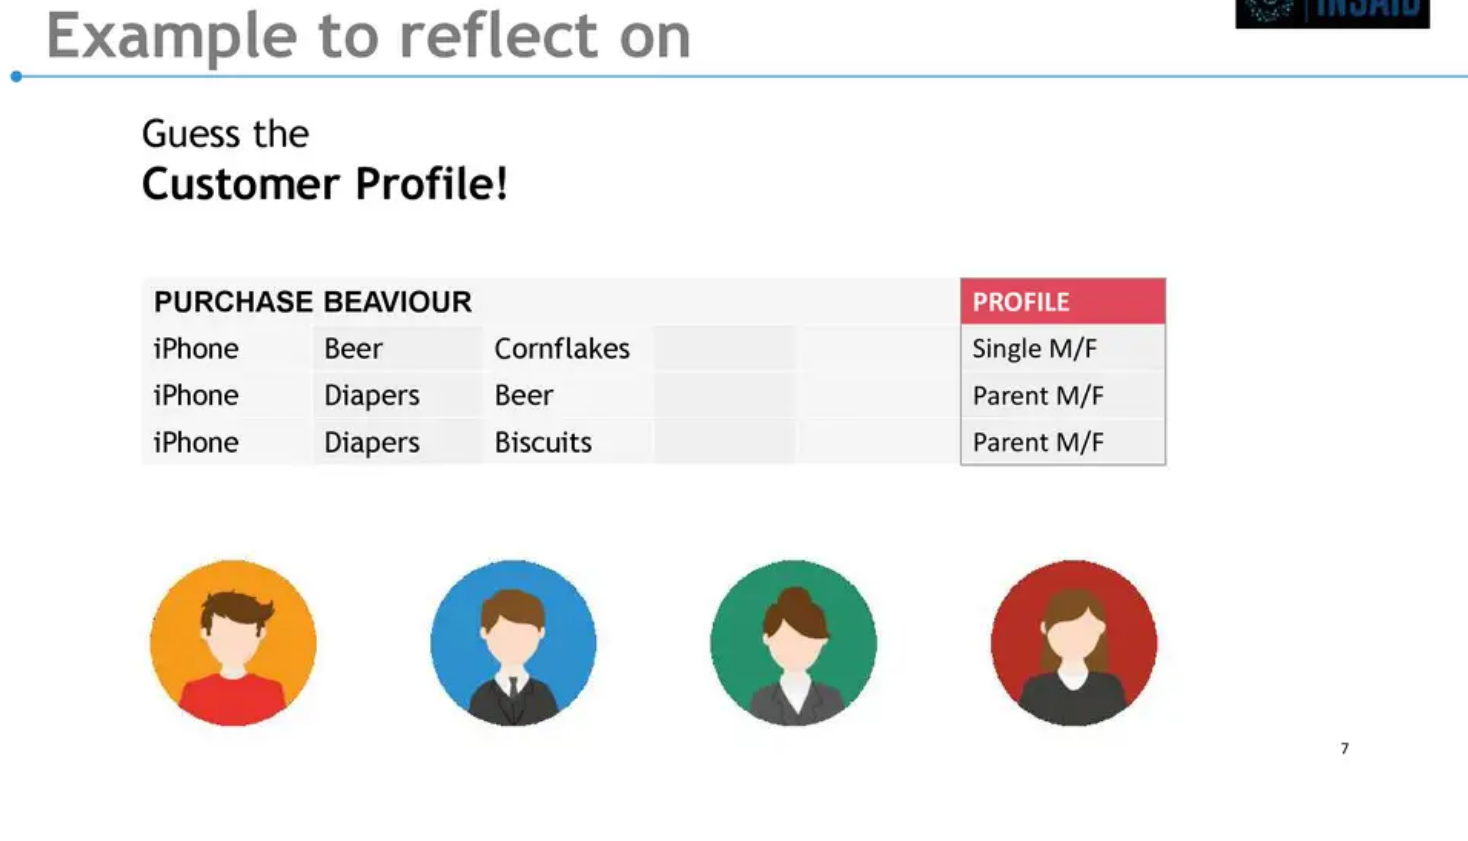 INSAID
Example to reflect on
Guess the
Customer Profile!
PURCHASE BEAVIOUR PROFILE
iPhone Beer Cornflakes Single M/F
iPhone Diapers Beer Parent M/F
iPhone Diapers Biscuits Parent M/F
7